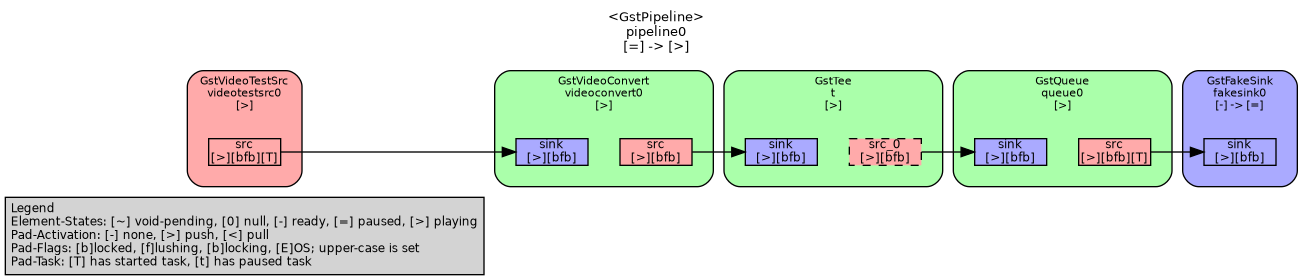 <GstPipeline>
pipeline0
[=] -> [>]
GstVideoTestSrc
videotestsrc0
[>]
src
[>][bfb][T]
GstVideoConvert
videoconvert0
[>]
sink
[>][bfb]
src
[>][bfb]
GstTee
t
[>]
sink
[>][bfb]
src_0
[>][bfb]
GstQueue
queue0
[>]
sink
[>][bfb]
src
[>][bfb][T]
GstFakeSink
fakesink0
[-] -> [=]
sink
[>][bfb]
Legend
Element-States: [~] void-pending, [0] null, [-] ready, [=] paused, [>] playing
Pad-Activation: [-] none, [>] push, [<] pull
Pad-Flags: [b]locked, [f]lushing, [b]locking, [E]OS; upper-case is set
Pad-Task: [T] has started task, [t] has paused task